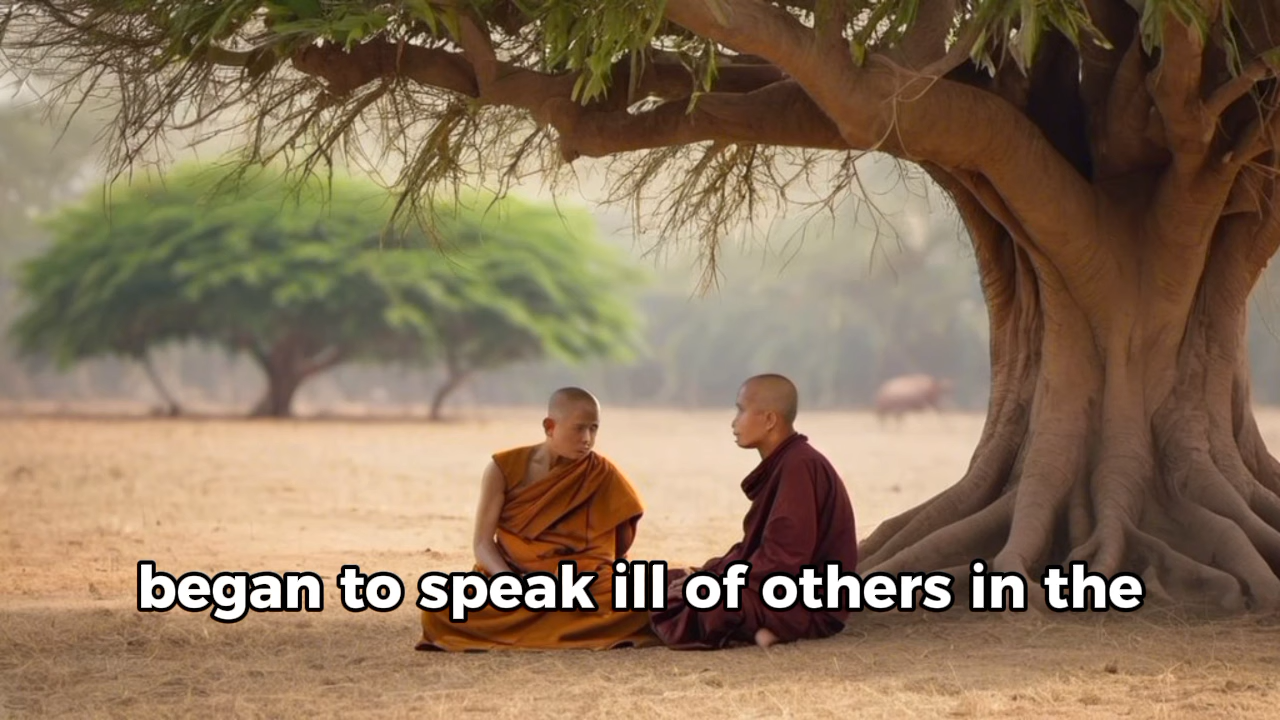 began to speak ill of others in the